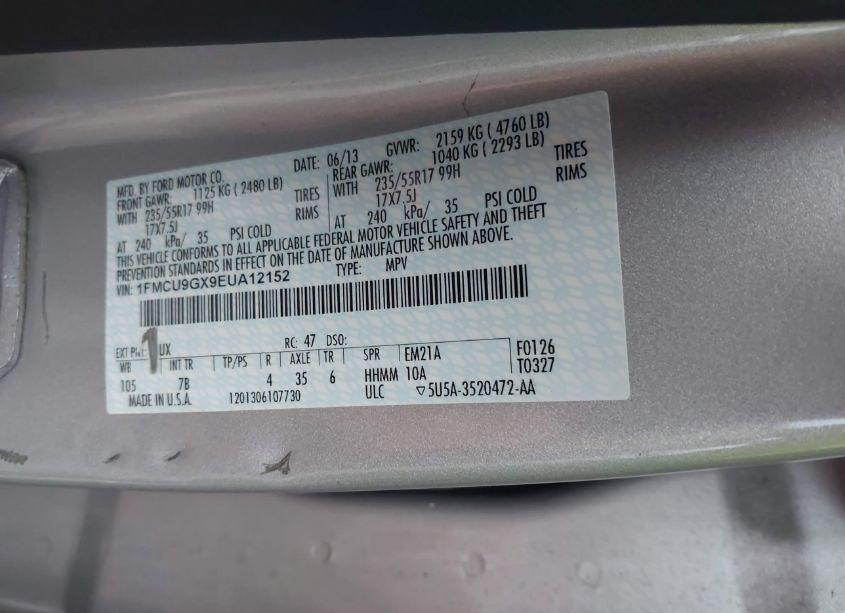 MFD. BY FORD MOTOR CO. DATE: 06/13 GVWR: 2159 KG ( 4760 LB)
FRONT GAWR: 1125 KG ( 2480 LB) REAR GAWR: 1040 KG ( 2293 LB)
WITH 235/55R17 99H TIRES WITH 235/55R17 99H TIRES
17X7.5J RIMS 17X7.5J RIMS
AT 240 kPa/ 35 PSI COLD AT 240 kPa/ 35 PSI COLD
THIS VEHICLE CONFORMS TO ALL APPLICABLE FEDERAL MOTOR VEHICLE SAFETY AND THEFT
PREVENTION STANDARDS IN EFFECT ON THE DATE OF MANUFACTURE SHOWN ABOVE.
VIN: 1FMCU9GX9EUA12152 TYPE: MPV
EXT PNT: UX RC: 47 DSO: F0126
WB INT TR TP/PS R AXLE TR SPR EM21A T0327
105 7B 4 35 6 HHMM 10A
MADE IN U.S.A. 1201306107730 ULC ▽5U5A-3520472-AA